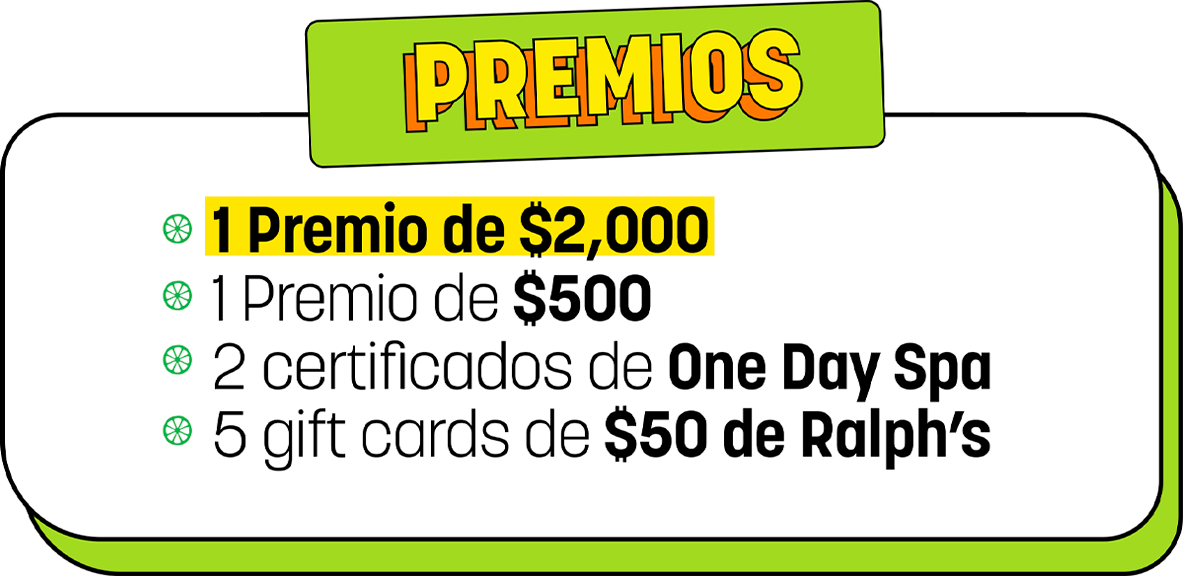 PREMIOS
1 Premio de $2,000
1 Premio de $500
2 certificados de One Day Spa
5 gift cards de $50 de Ralph’s